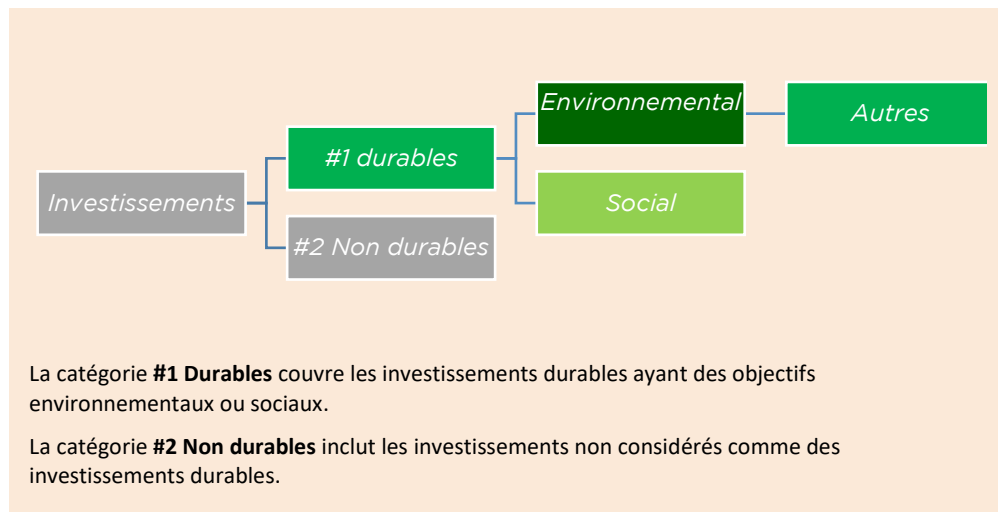 Environnemental
Autres
#1 durables
Investissements
Social
#2 Non durables
La catégorie #1 Durables couvre les investissements durables ayant des objectifs
environnementaux ou sociaux.
La catégorie #2 Non durables inclut les investissements non considérés comme des
investissements durables.